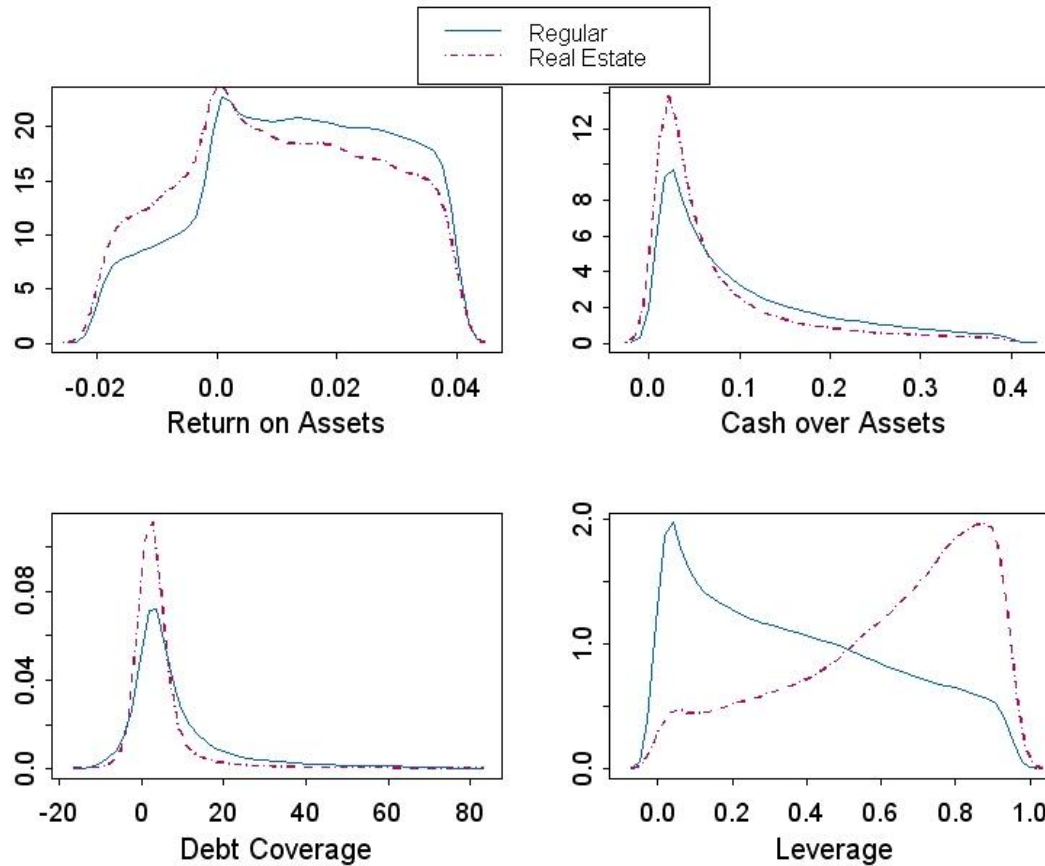 Regular
Real Estate
0 5 10 15 20
-0.02 0.0 0.02 0.04
Return on Assets
0 2 4 6 8 12
0.0 0.1 0.2 0.3 0.4
Cash over Assets
0.0 0.04 0.08
-20 0 20 40 60 80
Debt Coverage
0.0 1.0 2.0
0.0 0.2 0.4 0.6 0.8 1.0
Leverage